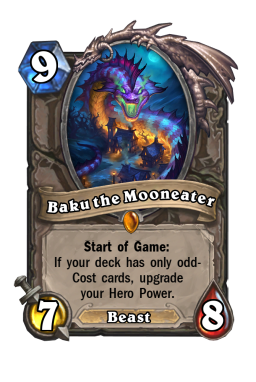 9
Baku the Mooneater
Start of Game:
If your deck has only odd-
Cost cards, upgrade
your Hero Power.
7
Beast
8